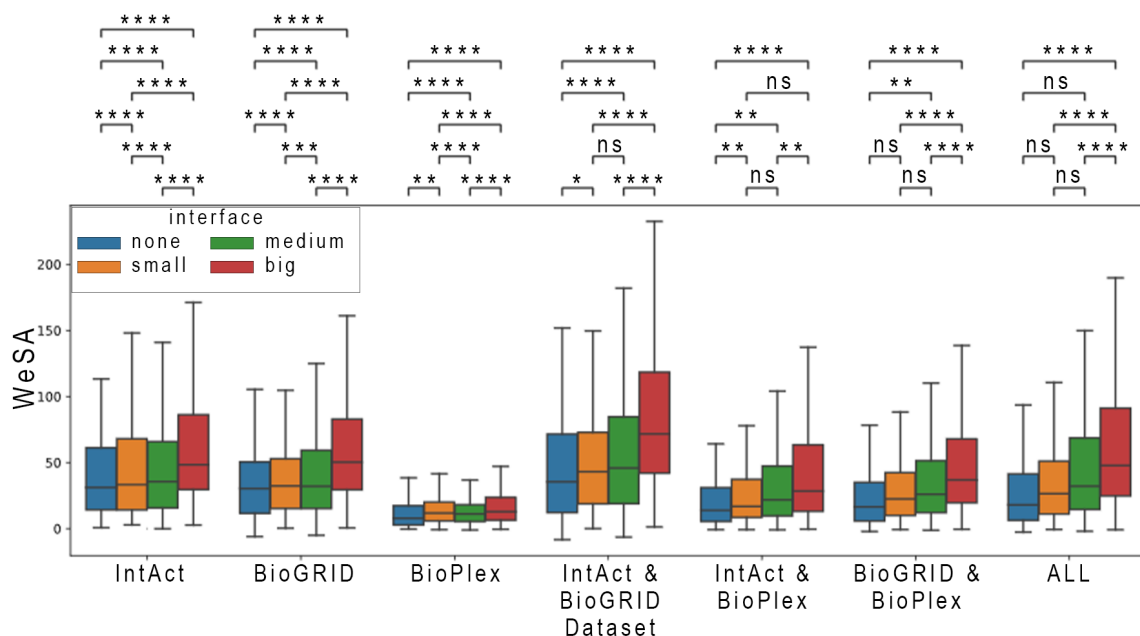 **** ****
**** **** **** **** **** **** ****
**** **** **** **** ns ** ns
**** **** **** **** ** **** ****
**** *** **** ns ** ** ns **** ns ****
**** **** ** **** * **** ns ns ns
interface
none medium
small big
WeSA
200
150
100
50
0
IntAct BioGRID BioPlex IntAct & IntAct & BioGRID & ALL
BioGRID BioPlex BioPlex
Dataset